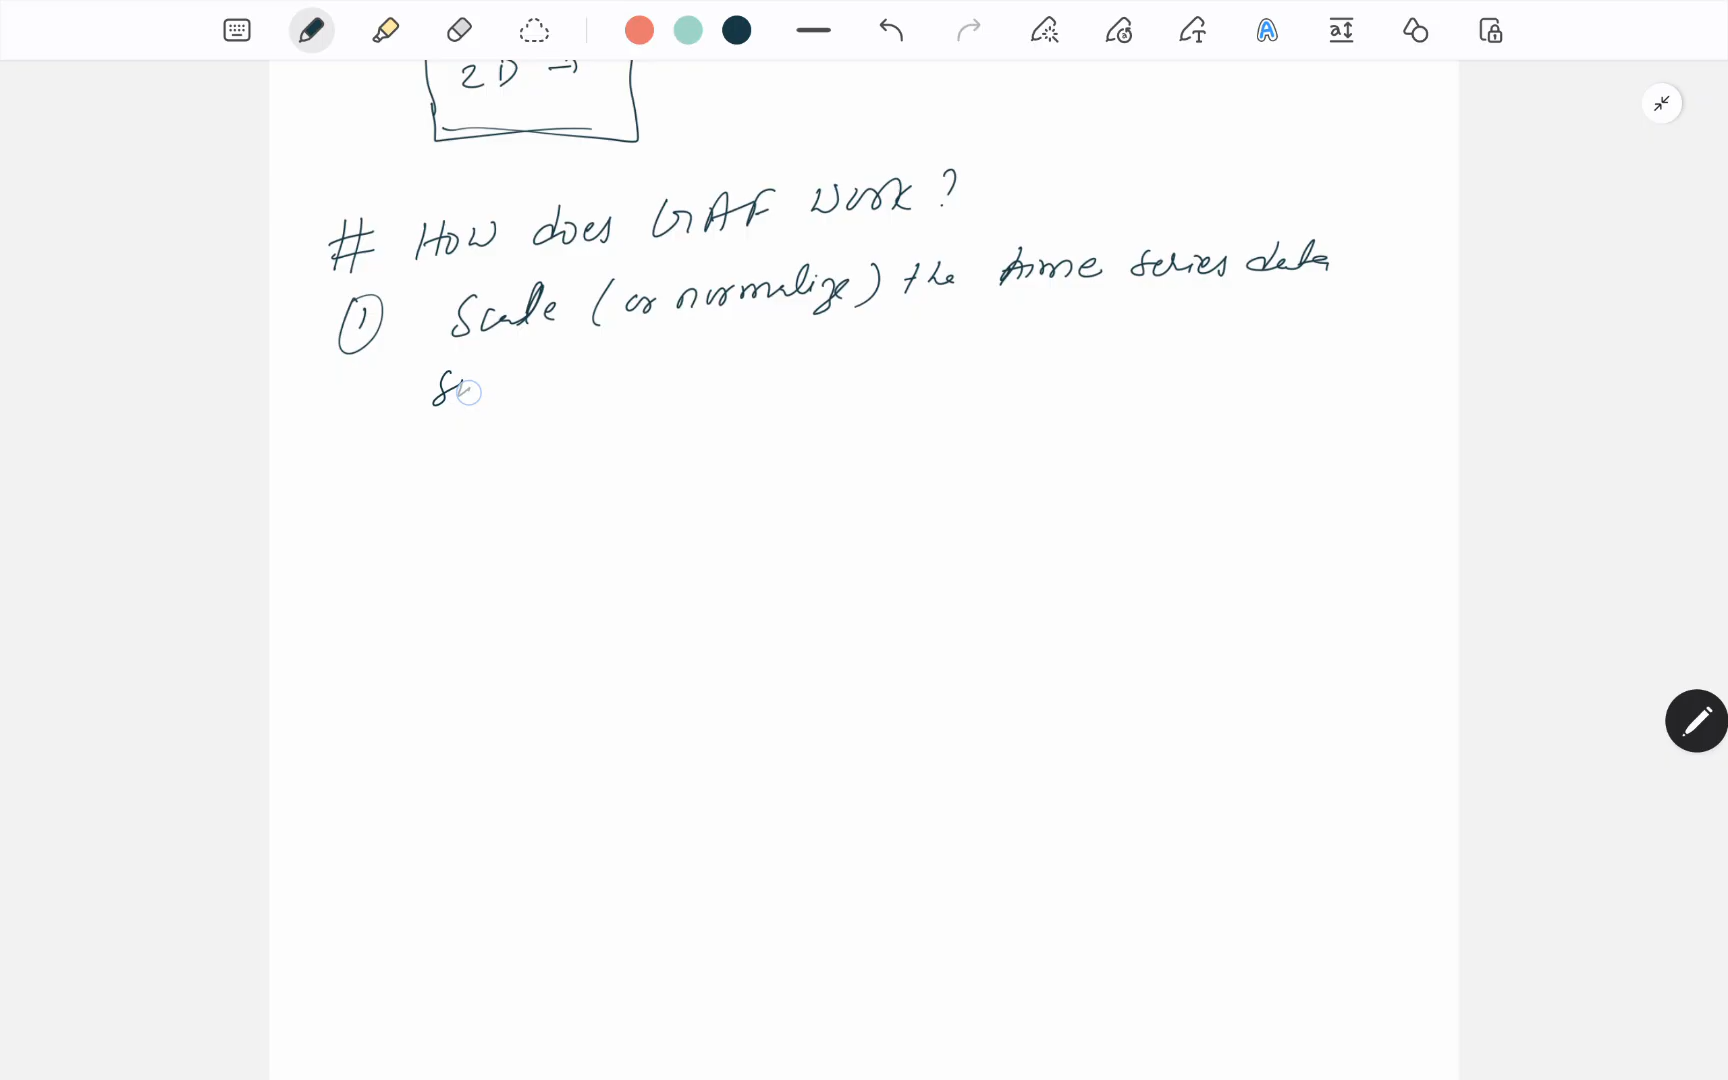 2D →
# How does GAF work?
① Scale (or normalize) the time series data